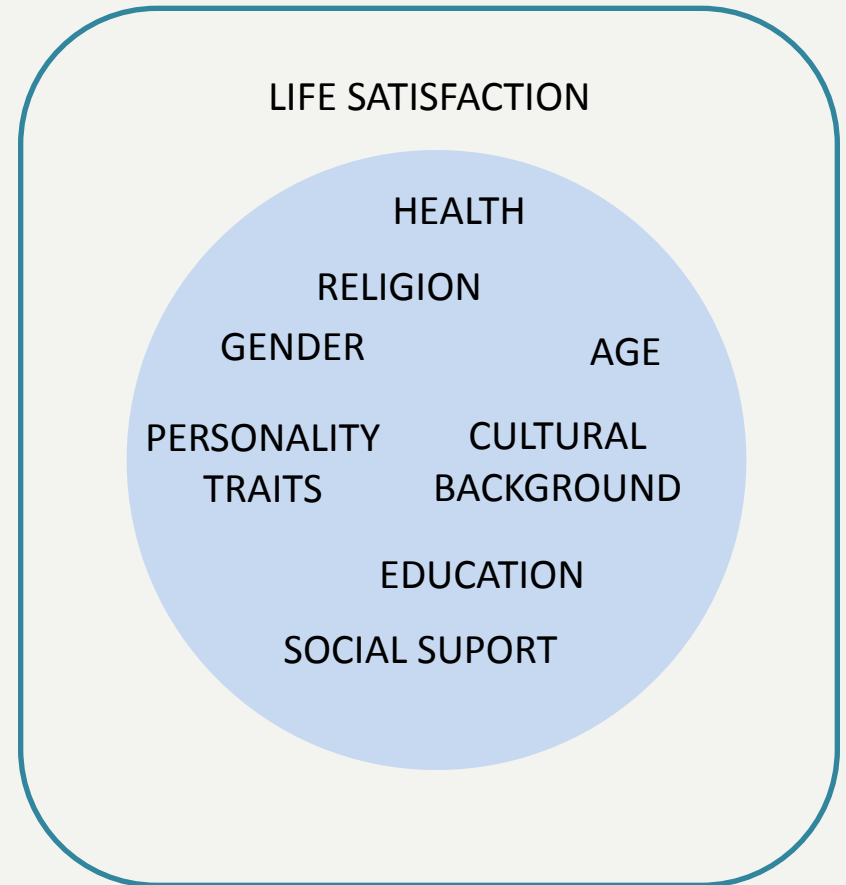 LIFE SATISFACTION
HEALTH
RELIGION
GENDER
AGE
PERSONALITY
TRAITS
CULTURAL
BACKGROUND
EDUCATION
SOCIAL SUPORT